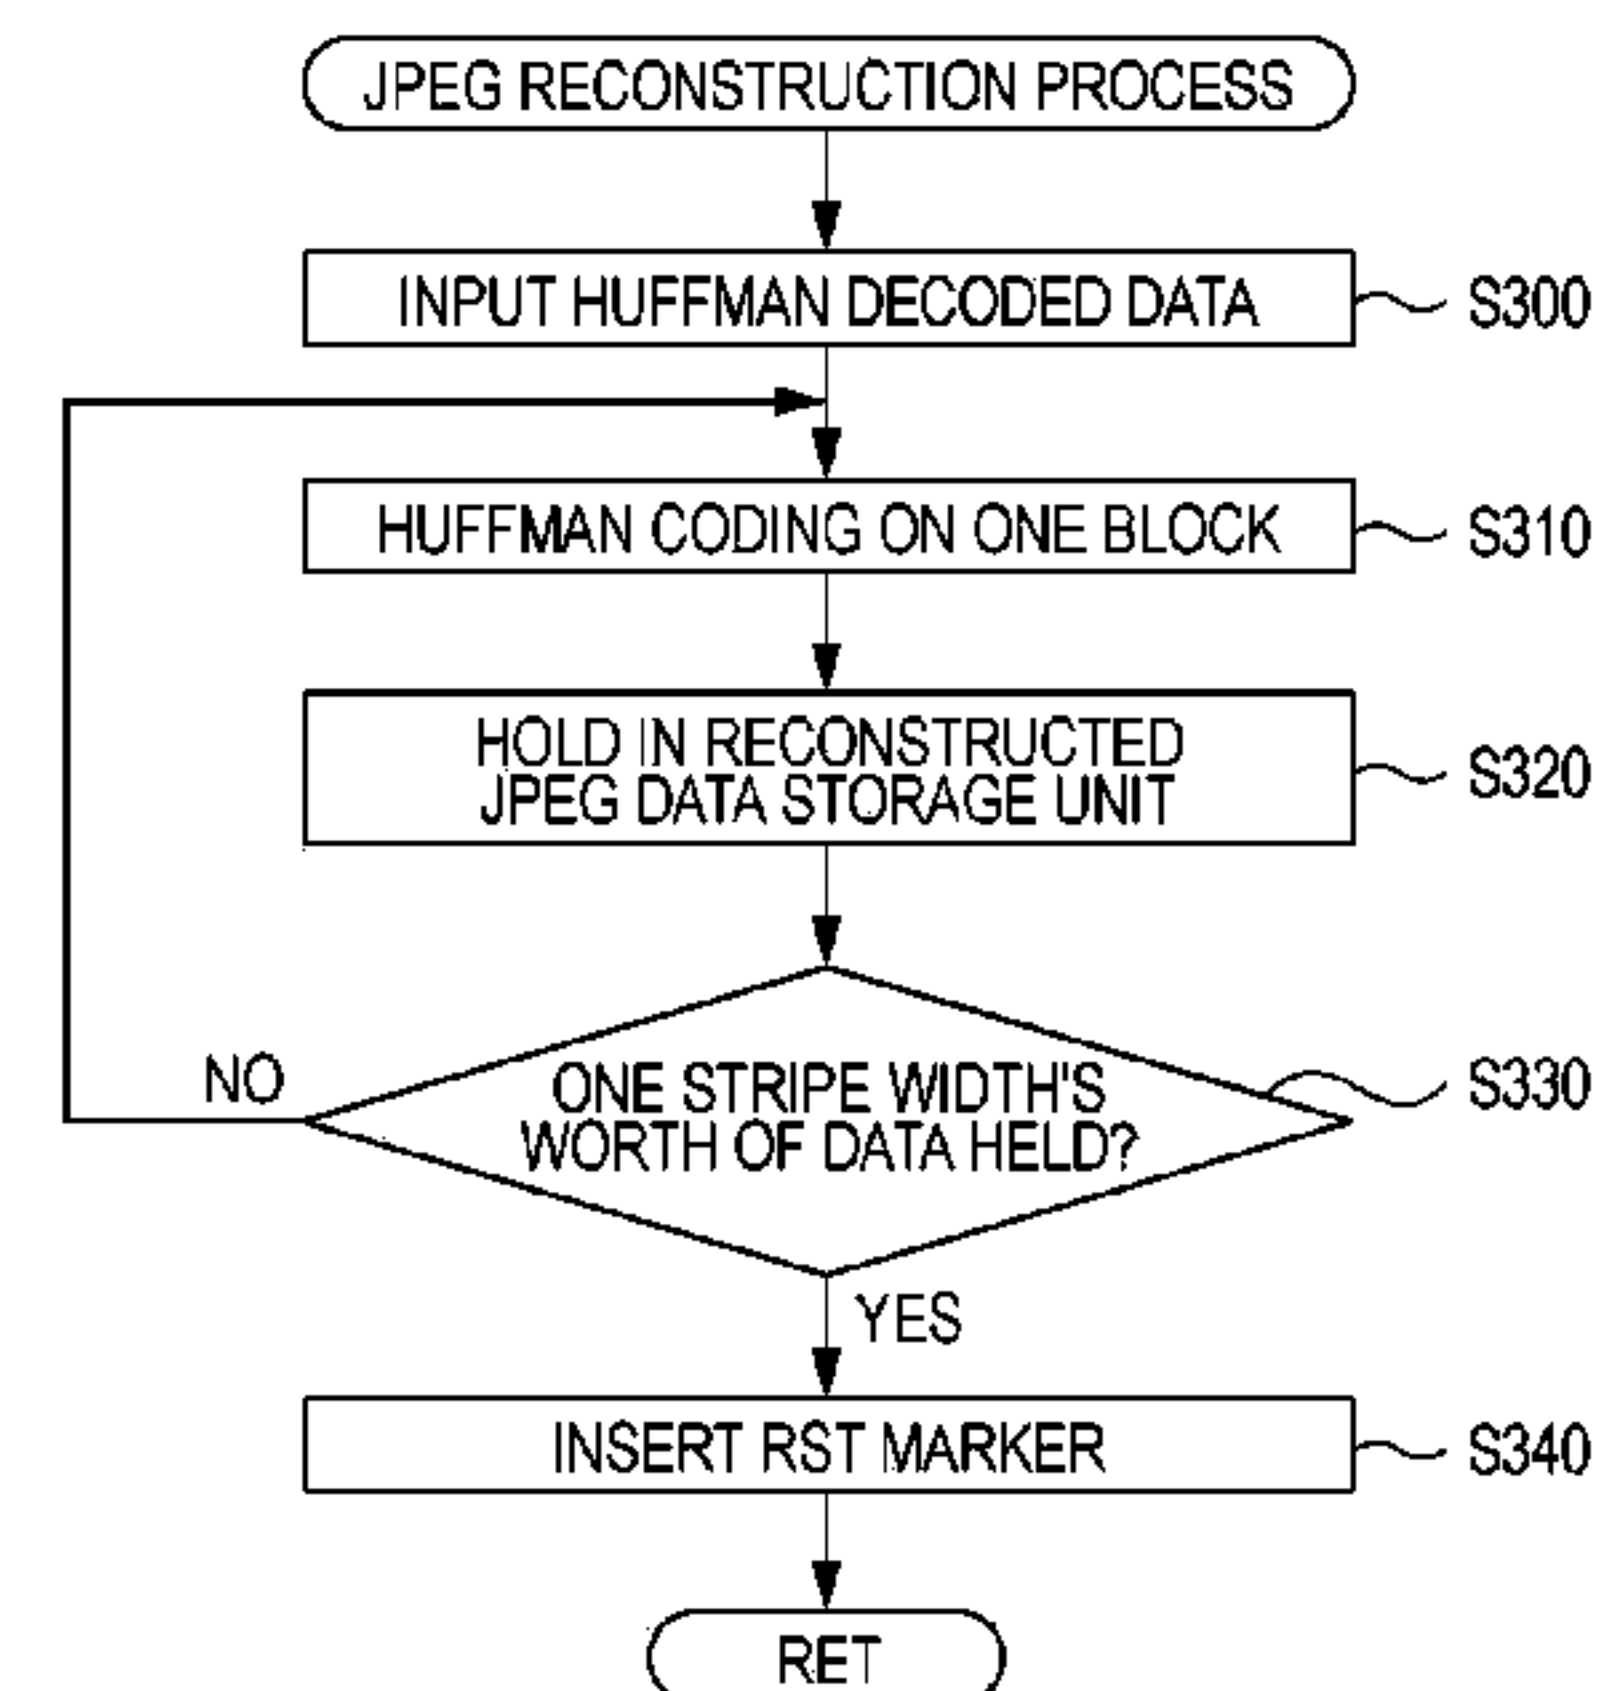 JPEG RECONSTRUCTION PROCESS
INPUT HUFFMAN DECODED DATA
S300
HUFFMAN CODING ON ONE BLOCK
S310
HOLD IN RECONSTRUCTED
JPEG DATA STORAGE UNIT
S320
NO
ONE STRIPE WIDTH'S
WORTH OF DATA HELD?
S330
YES
INSERT RST MARKER
S340
RET